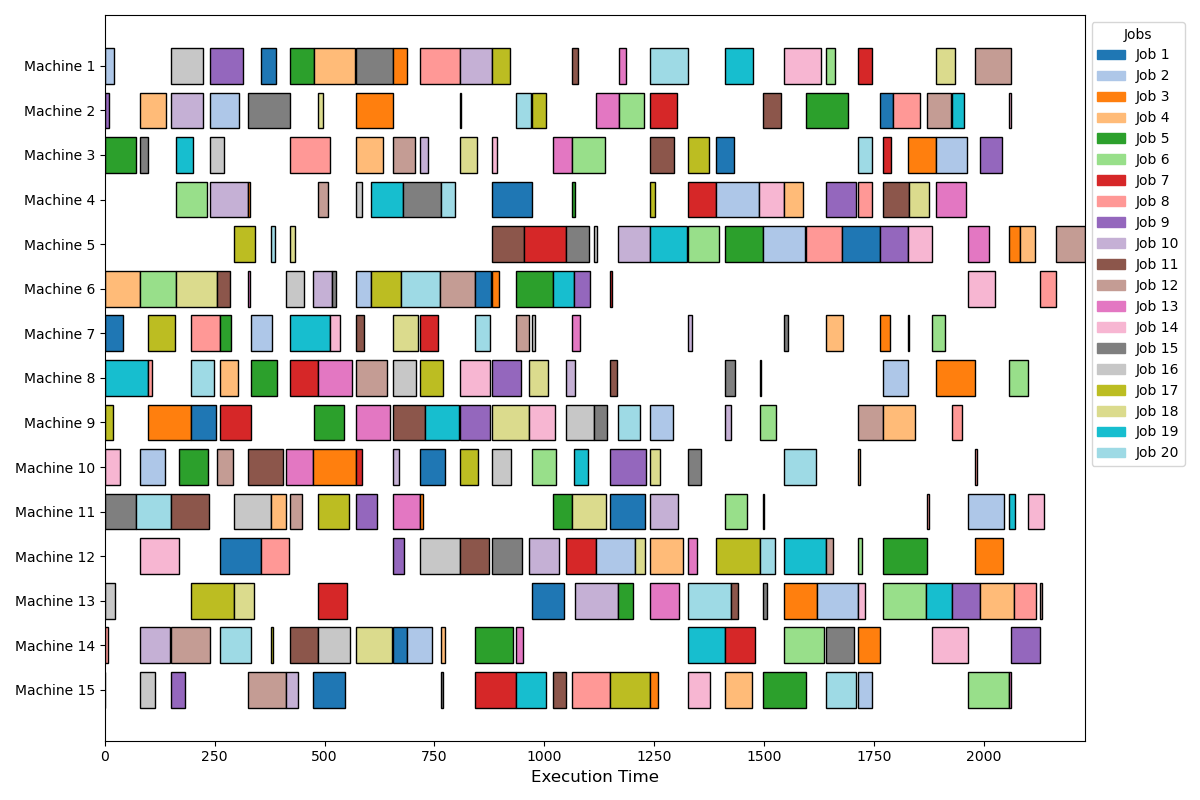 Machine 1
Machine 2
Machine 3
Machine 4
Machine 5
Machine 6
Machine 7
Machine 8
Machine 9
Machine 10
Machine 11
Machine 12
Machine 13
Machine 14
Machine 15
0 250 500 750 1000 1250 1500 1750 2000
Execution Time
Jobs
Job 1
Job 2
Job 3
Job 4
Job 5
Job 6
Job 7
Job 8
Job 9
Job 10
Job 11
Job 12
Job 13
Job 14
Job 15
Job 16
Job 17
Job 18
Job 19
Job 20